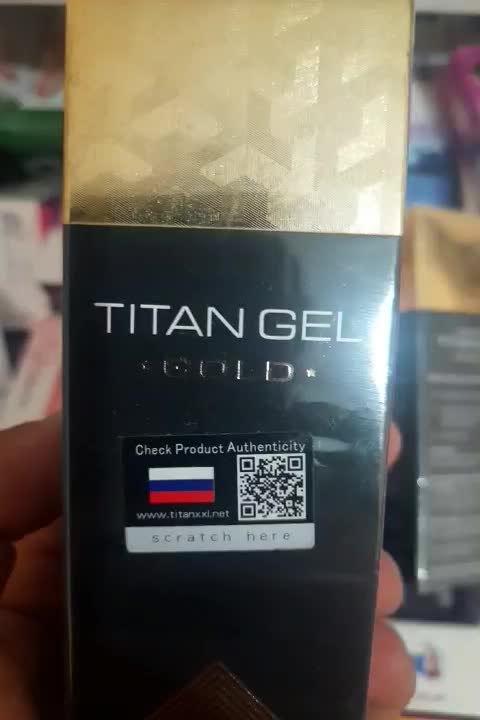 TITAN GEL
GOLD
Check Product Authenticity
www.titanxxl.net
scratch here